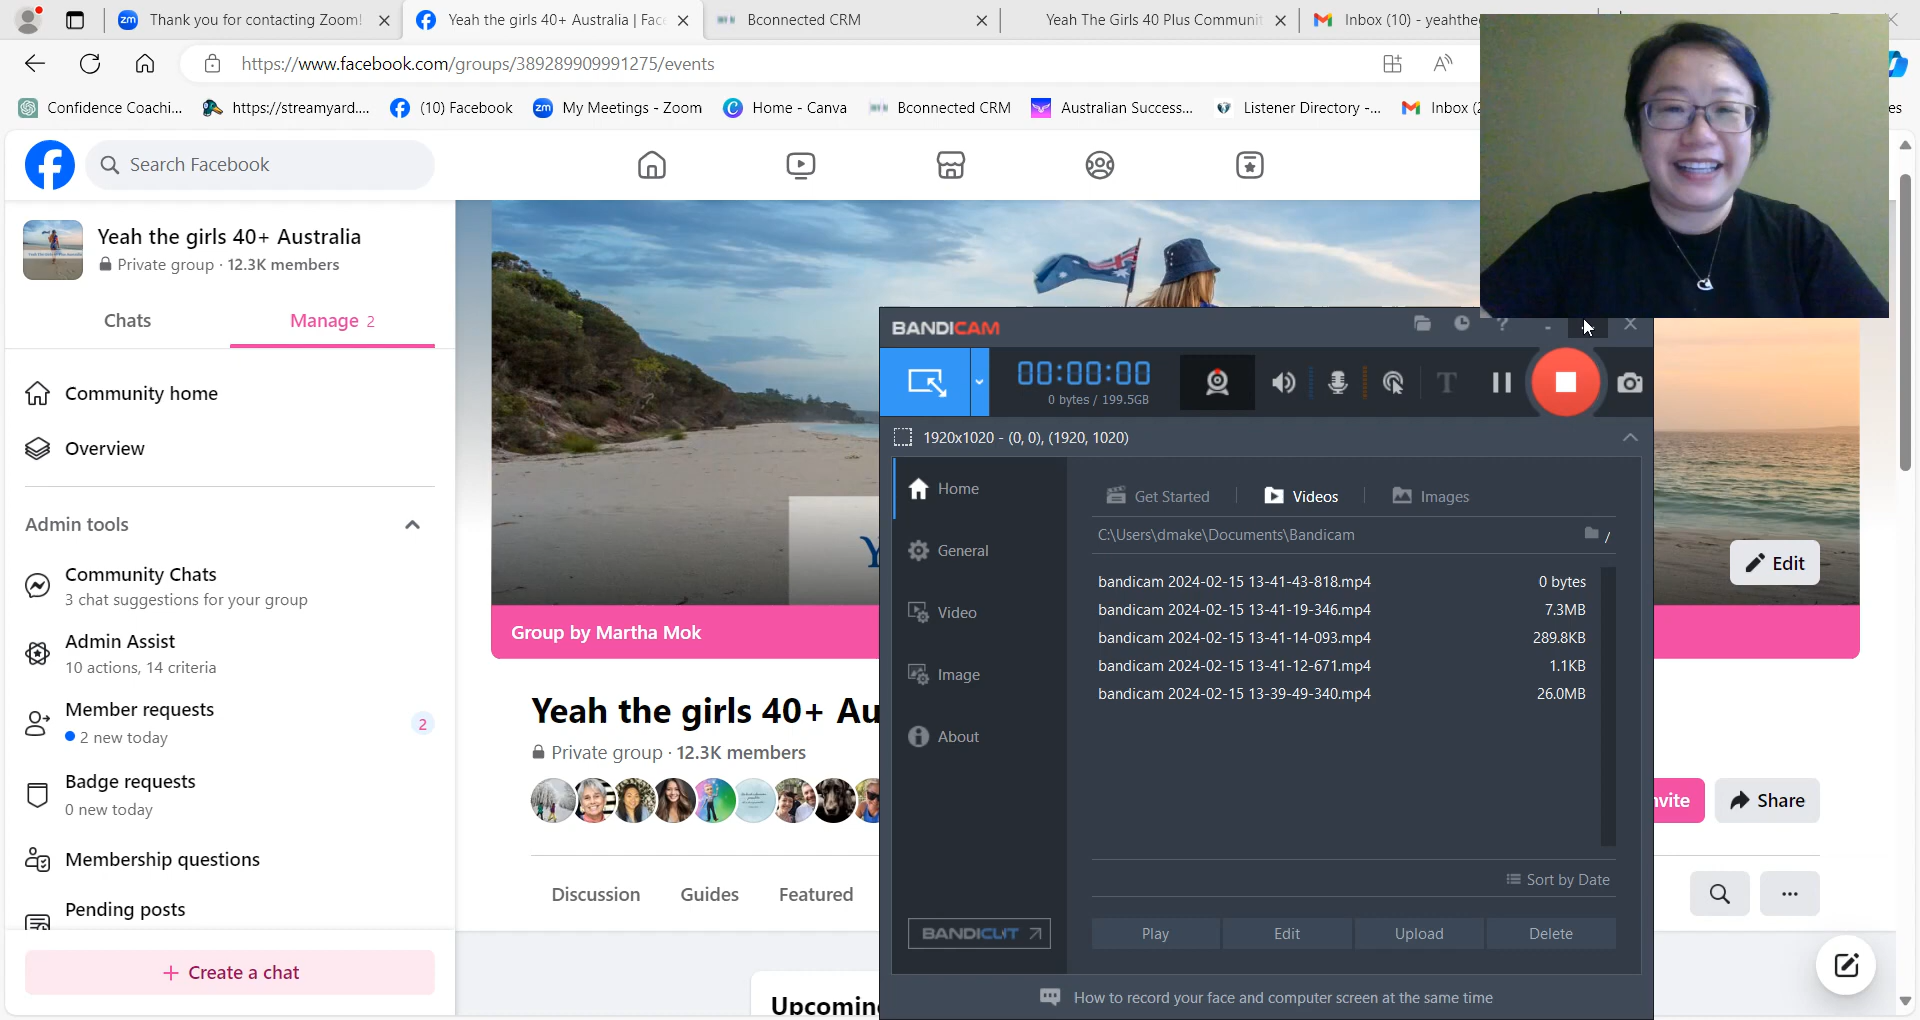 Thank you for contacting Zoom!
Yeah the girls 40+ Australia | Fac
Bconnected CRM
Yeah The Girls 40 Plus Communit
Inbox (10) - yeahthe
https://www.facebook.com/groups/389289909991275/events
Confidence Coachi...
https://streamyard....
(10) Facebook
My Meetings - Zoom
Home - Canva
Bconnected CRM
Australian Success...
Listener Directory -...
Inbox (2
es
Search Facebook
Yeah the girls 40+ Australia
Private group · 12.3K members
Chats
Manage 2
Community home
Overview
Admin tools
Community Chats
3 chat suggestions for your group
Admin Assist
10 actions, 14 criteria
Member requests
2 new today
2
Badge requests
0 new today
Membership questions
Pending posts
+ Create a chat
Y
Edit
Group by Martha Mok
Yeah the girls 40+ Au
Private group · 12.3K members
nvite
Share
Discussion
Guides
Featured
Upcomin
BANDICAM
00:00:00
0 bytes / 199.5GB
1920x1020 - (0, 0), (1920, 1020)
Home
General
Video
Image
About
BANDICUT
Get Started
Videos
Images
C:\Users\dmake\Documents\Bandicam
bandicam 2024-02-15 13-41-43-818.mp4 0 bytes
bandicam 2024-02-15 13-41-19-346.mp4 7.3MB
bandicam 2024-02-15 13-41-14-093.mp4 289.8KB
bandicam 2024-02-15 13-41-12-671.mp4 1.1KB
bandicam 2024-02-15 13-39-49-340.mp4 26.0MB
Sort by Date
Play
Edit
Upload
Delete
How to record your face and computer screen at the same time